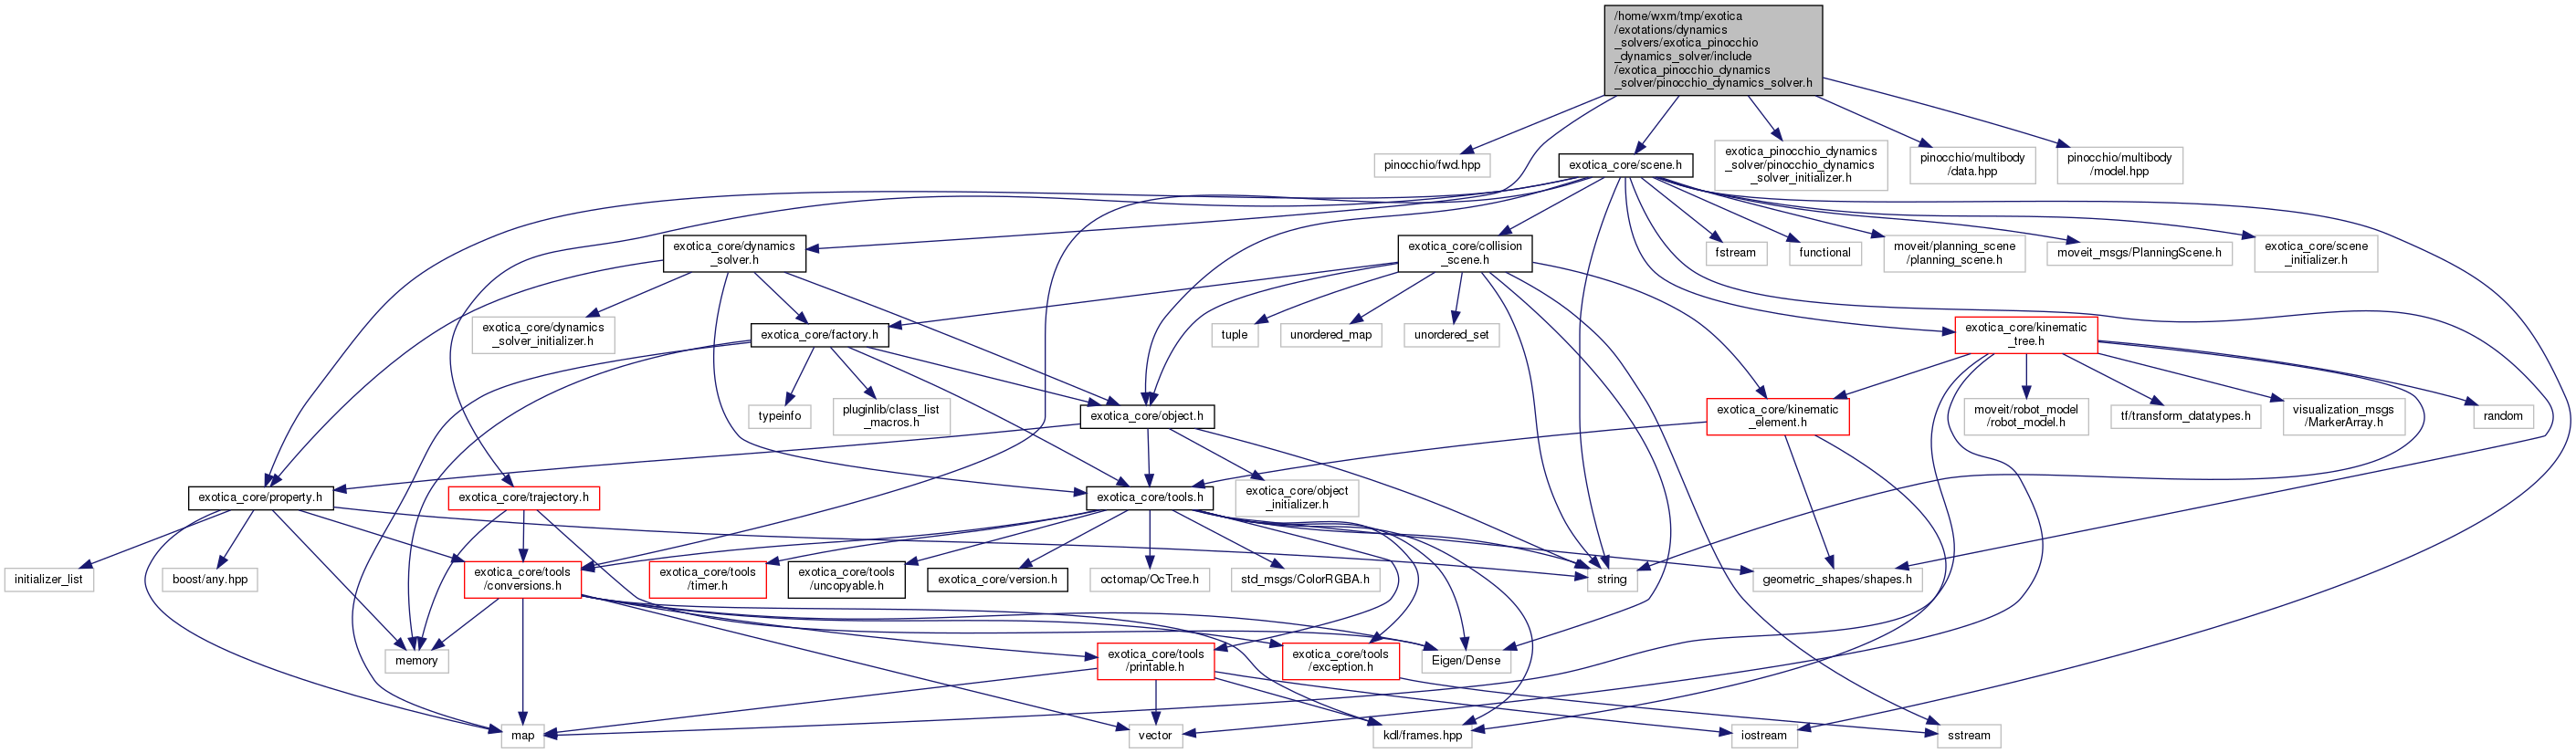 /home/wxm/tmp/exotica
/exotations/dynamics
_solvers/exotica_pinocchio
_dynamics_solver/include
/exotica_pinocchio_dynamics
_solver/pinocchio_dynamics_solver.h
pinocchio/fwd.hpp
exotica_core/scene.h
exotica_pinocchio_dynamics
_solver/pinocchio_dynamics
_solver_initializer.h
pinocchio/multibody
/data.hpp
pinocchio/multibody
/model.hpp
exotica_core/dynamics
_solver.h
exotica_core/collision
_scene.h
fstream
functional
moveit/planning_scene
/planning_scene.h
moveit_msgs/PlanningScene.h
exotica_core/scene
_initializer.h
exotica_core/dynamics
_solver_initializer.h
exotica_core/factory.h
tuple
unordered_map
unordered_set
exotica_core/kinematic
_tree.h
typeinfo
pluginlib/class_list
_macros.h
exotica_core/object.h
exotica_core/kinematic
_element.h
moveit/robot_model
/robot_model.h
tf/transform_datatypes.h
visualization_msgs
/MarkerArray.h
random
exotica_core/property.h
exotica_core/trajectory.h
exotica_core/tools.h
exotica_core/object
_initializer.h
initializer_list
boost/any.hpp
exotica_core/tools
/conversions.h
exotica_core/tools
/timer.h
exotica_core/tools
/uncopyable.h
exotica_core/version.h
octomap/OcTree.h
std_msgs/ColorRGBA.h
string
geometric_shapes/shapes.h
memory
exotica_core/tools
/printable.h
exotica_core/tools
/exception.h
Eigen/Dense
map
vector
kdl/frames.hpp
iostream
sstream